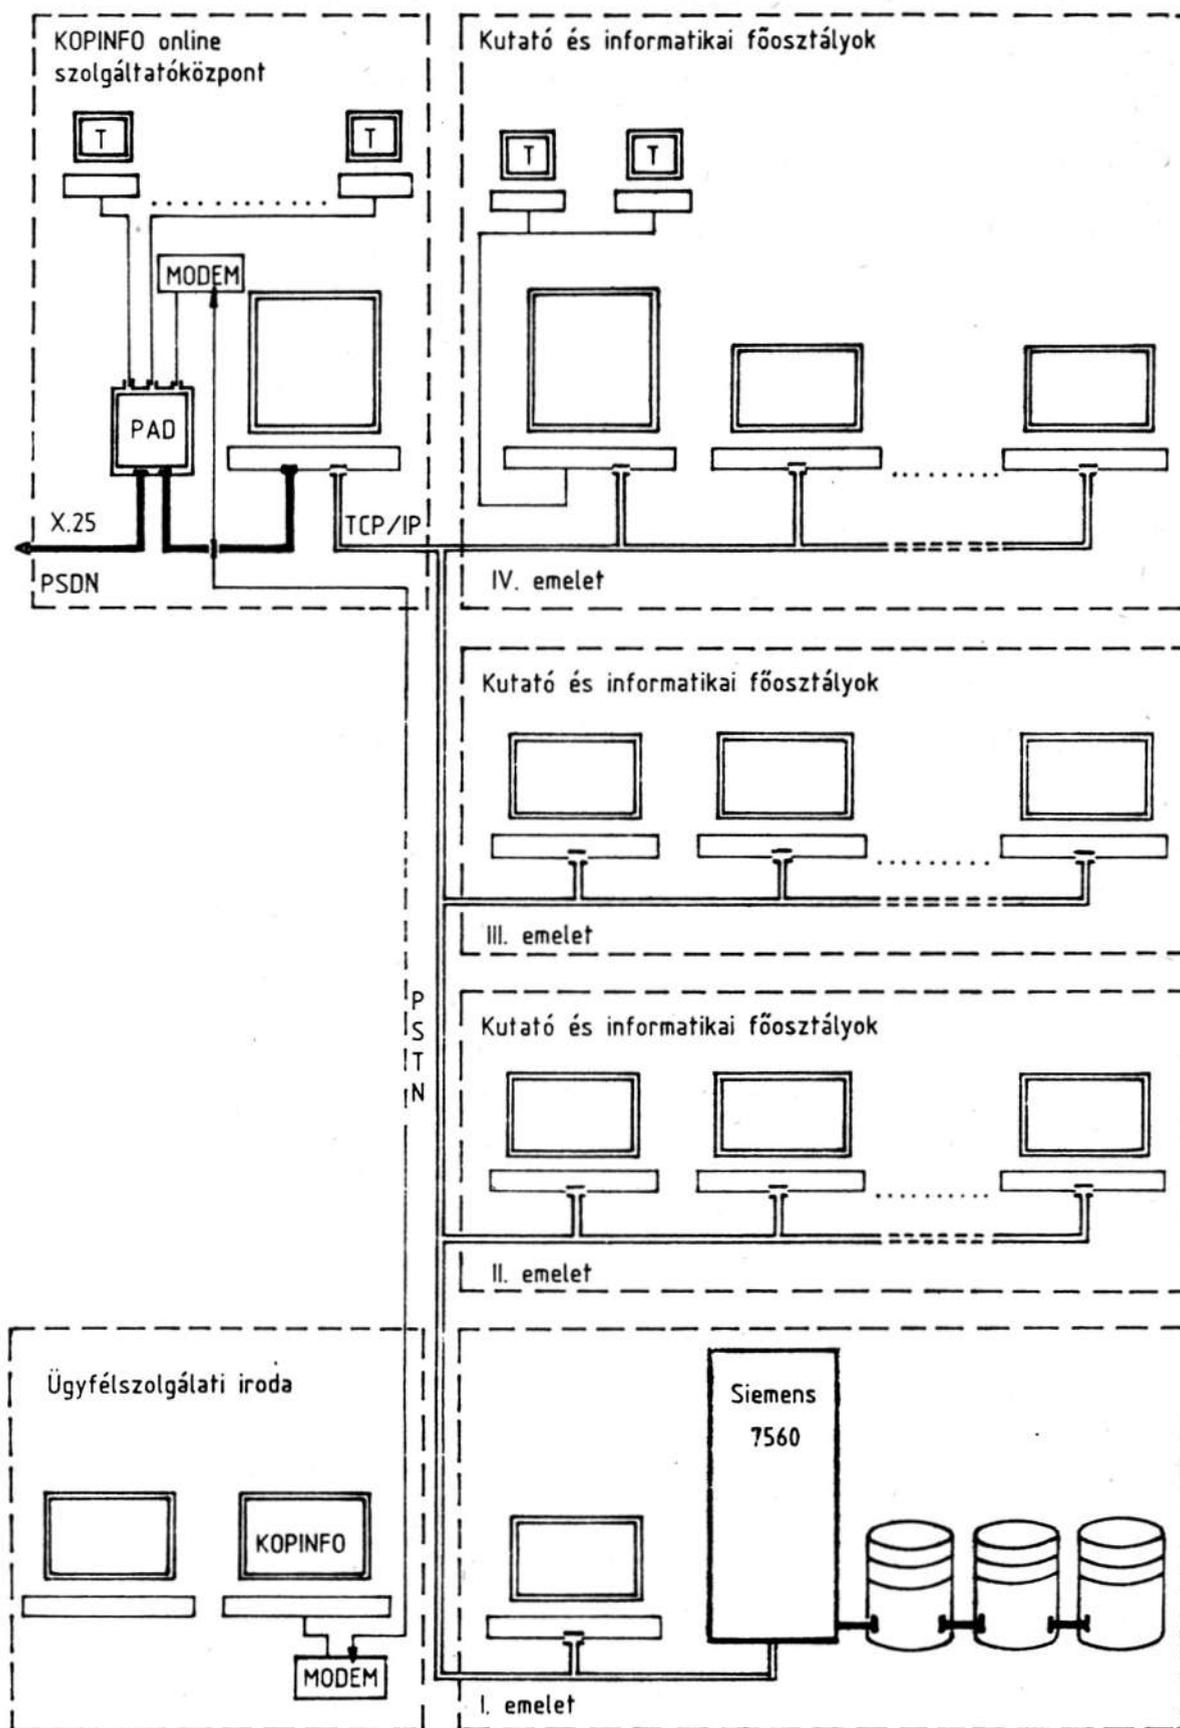 KOPINFO online
szolgáltatóközpont
T
T
MODEM
PAD
X.25
PSDN
TCP/IP
Kutató és informatikai főosztályok
T
T
IV. emelet
Kutató és informatikai főosztályok
III. emelet
PSTN
Kutató és informatikai főosztályok
II. emelet
Ügyfélszolgálati iroda
KOPINFO
MODEM
Siemens
7560
I. emelet